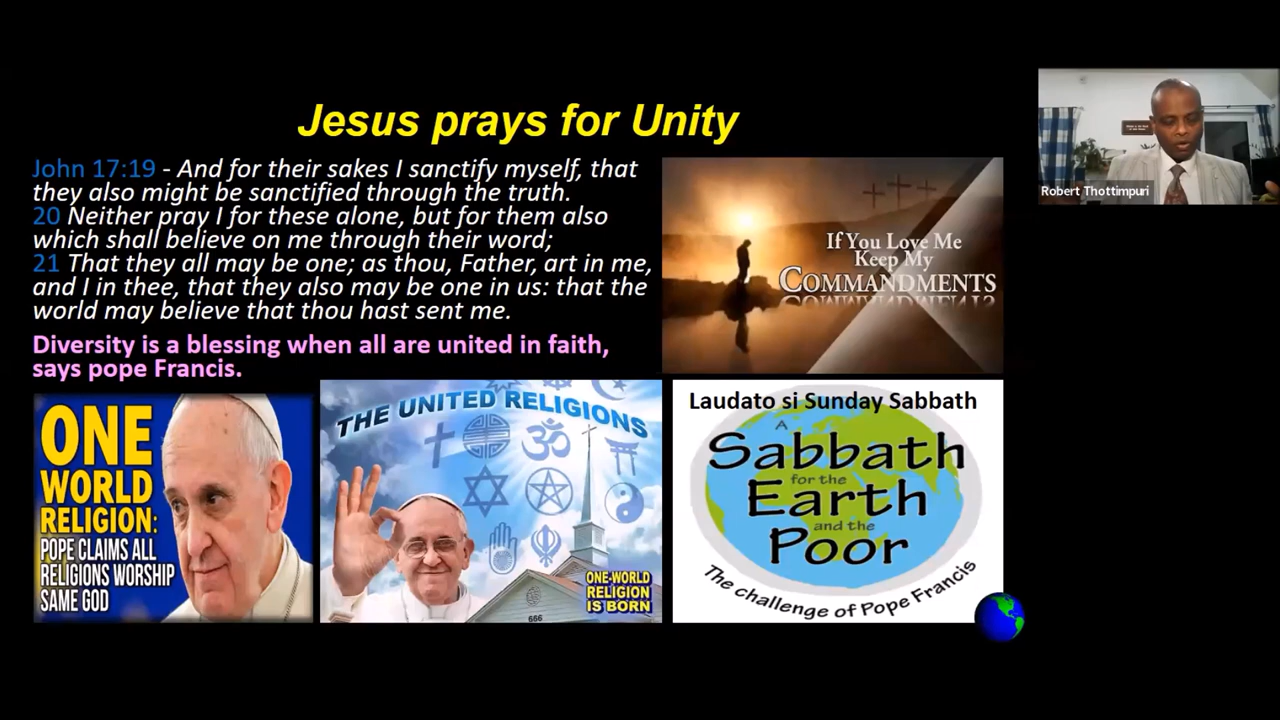 Jesus prays for Unity
John 17:19 - And for their sakes I sanctify myself, that
they also might be sanctified through the truth.
20 Neither pray I for these alone, but for them also
which shall believe on me through their word;
21 That they all may be one; as thou, Father, art in me,
and I in thee, that they also may be one in us: that the
world may believe that thou hast sent me.
Diversity is a blessing when all are united in faith,
says pope Francis.
If You Love Me
Keep My
COMMANDMENTS
Robert Thottimpuri
ONE
WORLD
RELIGION:
POPE CLAIMS ALL
RELIGIONS WORSHIP
SAME GOD
THE UNITED RELIGIONS
ONE-WORLD
RELIGION
IS BORN
666
Laudato si Sunday Sabbath
A
Sabbath
for the
Earth
and the
Poor
The challenge of Pope Francis